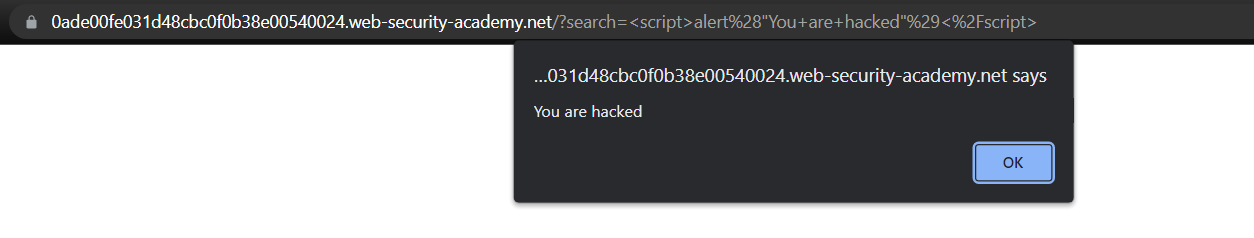 0ade00fe031d48cbc0f0b38e00540024.web-security-academy.net/?search=<script>alert%28"You+are+hacked"%29<%2Fscript>
...031d48cbc0f0b38e00540024.web-security-academy.net says
You are hacked
OK